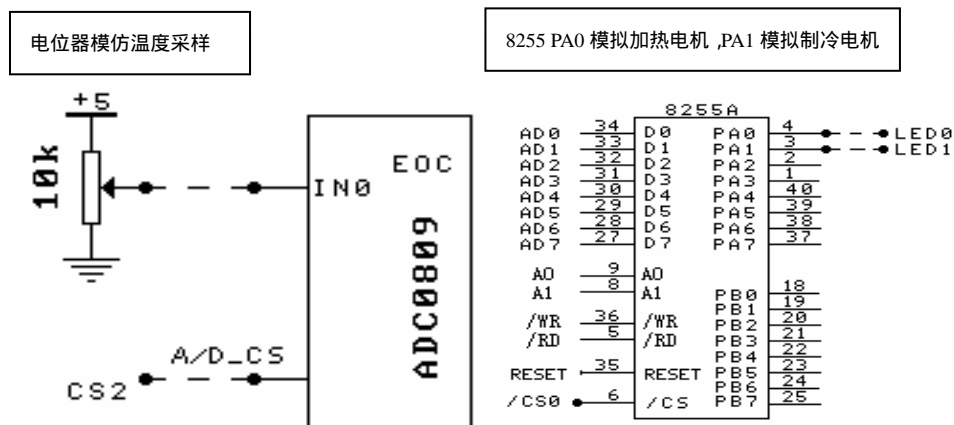 电位器模仿温度采样
8255 PA0 模拟加热电机 ,PA1 模拟制冷电机
+5
10k
IN0
EOC
ADC0809
A/D_CS
CS2
8255A
AD0 34 D0 PA0 4 LED0
AD1 33 D1 PA1 3 LED1
AD2 32 D2 PA2 2
AD3 31 D3 PA3 1
AD4 30 D4 PA4 40
AD5 29 D5 PA5 39
AD6 28 D6 PA6 38
AD7 27 D7 PA7 37
A0 9 A0
A1 8 A1
/WR 36 /WR
/RD 5 /RD
RESET 35 RESET
/CS0 6 /CS
PB0 18
PB1 19
PB2 20
PB3 21
PB4 22
PB5 23
PB6 24
PB7 25